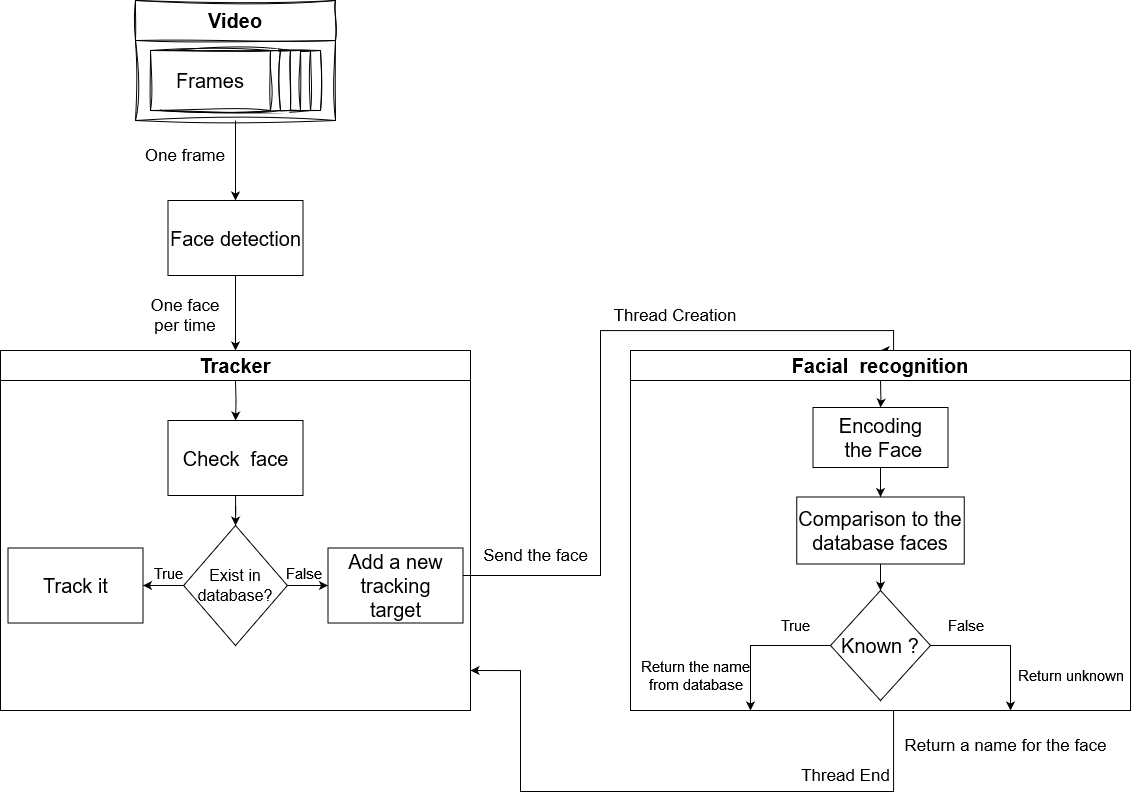 Video
Frames
One frame
Face detection
One face
per time
Tracker
Check face
Exist in
database?
True
Track it
False
Add a new
tracking
target
Send the face
Thread Creation
Facial recognition
Encoding
the Face
Comparison to the
database faces
Known ?
True
Return the name
from database
False
Return unknown
Return a name for the face
Thread End